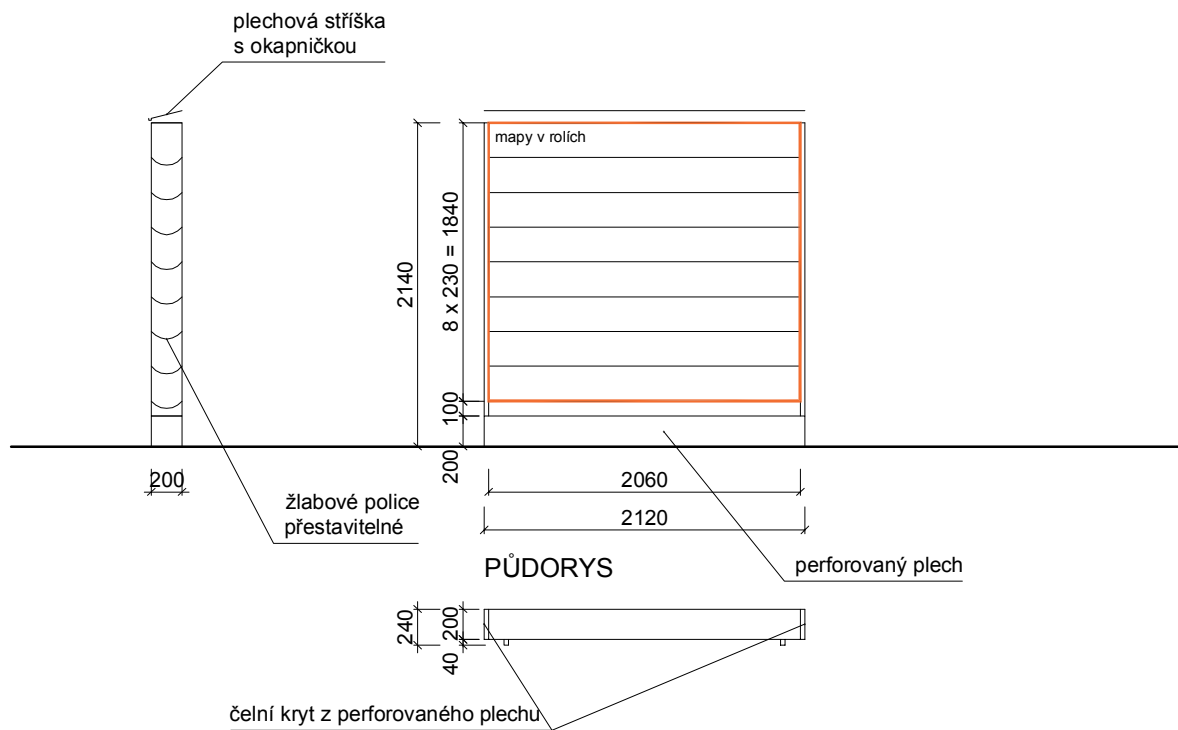 plechová stříška
s okapničkou
mapy v rolích
2140
8 x 230 = 1840
100
200
200
2060
2120
žlabové police
přestavitelné
perforovaný plech
PŮDORYS
240
200
40
čelní kryt z perforovaného plechu